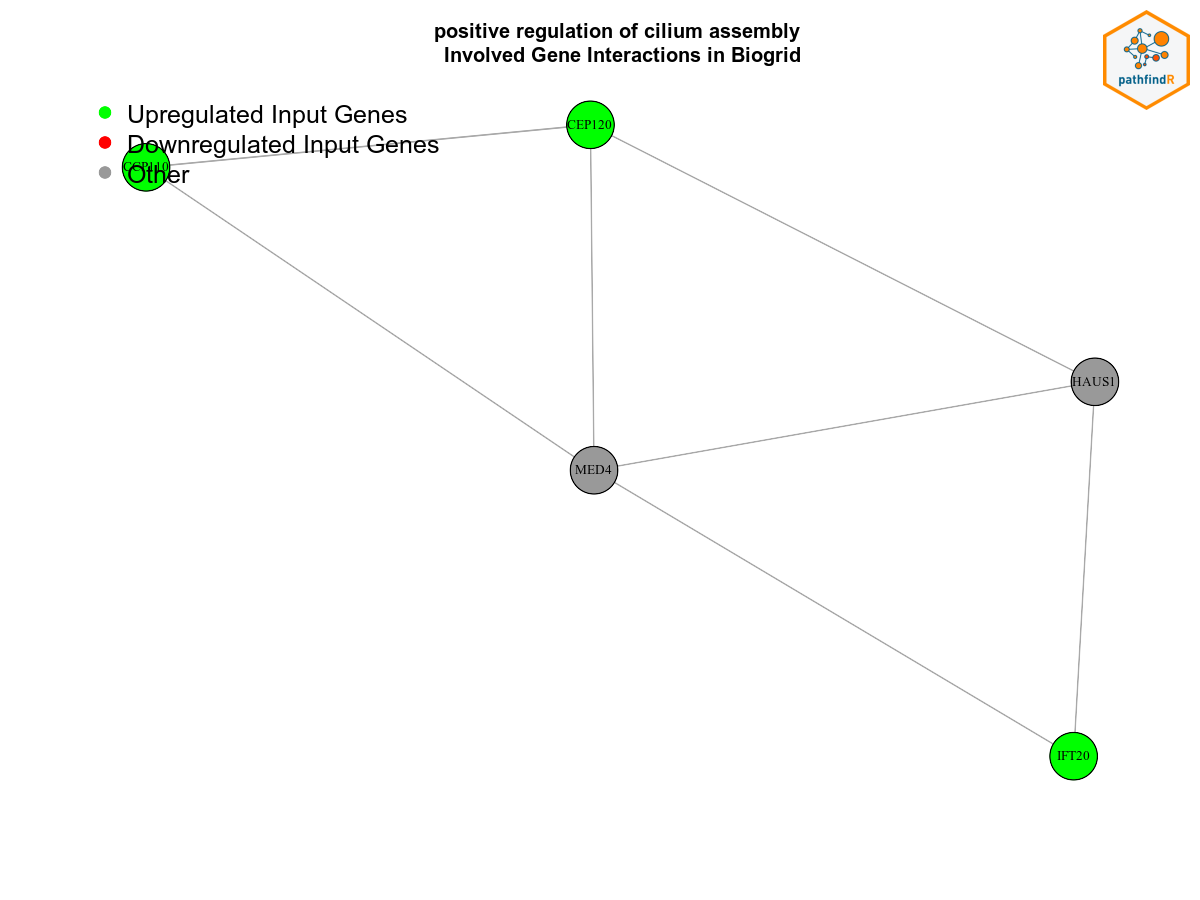 positive regulation of cilium assembly
Involved Gene Interactions in Biogrid
pathfindR
Upregulated Input Genes
Downregulated Input Genes
Other
CEP120
CCP110
HAUS1
MED4
IFT20